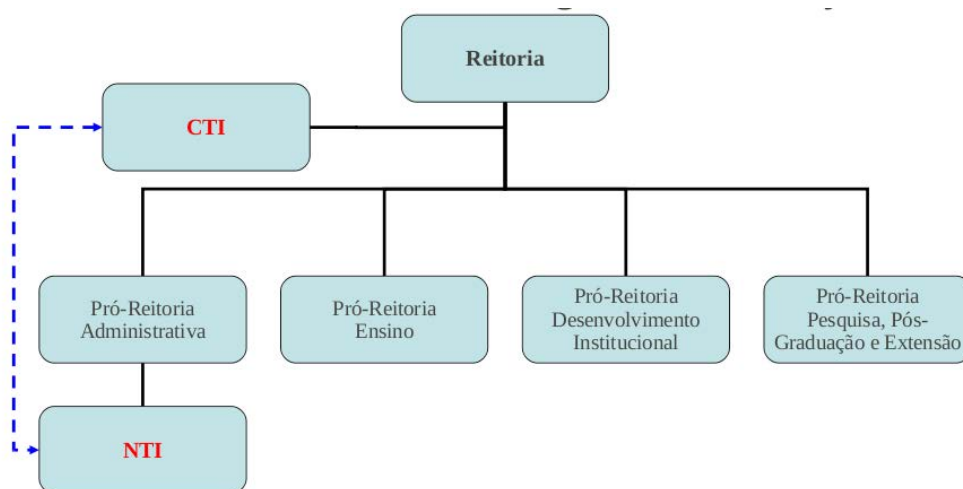 Reitoria
CTI
Pró-Reitoria
Administrativa
Pró-Reitoria
Ensino
Pró-Reitoria
Desenvolvimento
Institucional
Pró-Reitoria
Pesquisa, Pós-
Graduação e Extensão
NTI